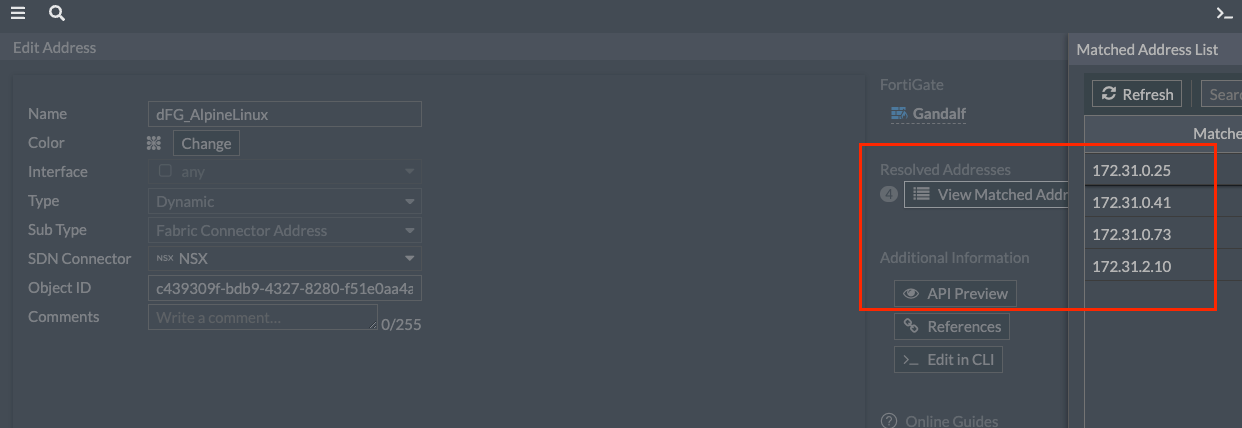 Edit Address
Matched Address List
FortiGate
Gandalf
Refresh
Sear
Matche
Name dFG_AlpineLinux
Color Change
Interface any
Type Dynamic
Sub Type Fabric Connector Address
SDN Connector NSX NSX
Object ID c439309f-bdb9-4327-8280-f51e0aa4a
Comments Write a comment... 0/255
Resolved Addresses
4 View Matched Addr
Additional Information
API Preview
References
>_ Edit in CLI
Online Guides
172.31.0.25
172.31.0.41
172.31.0.73
172.31.2.10